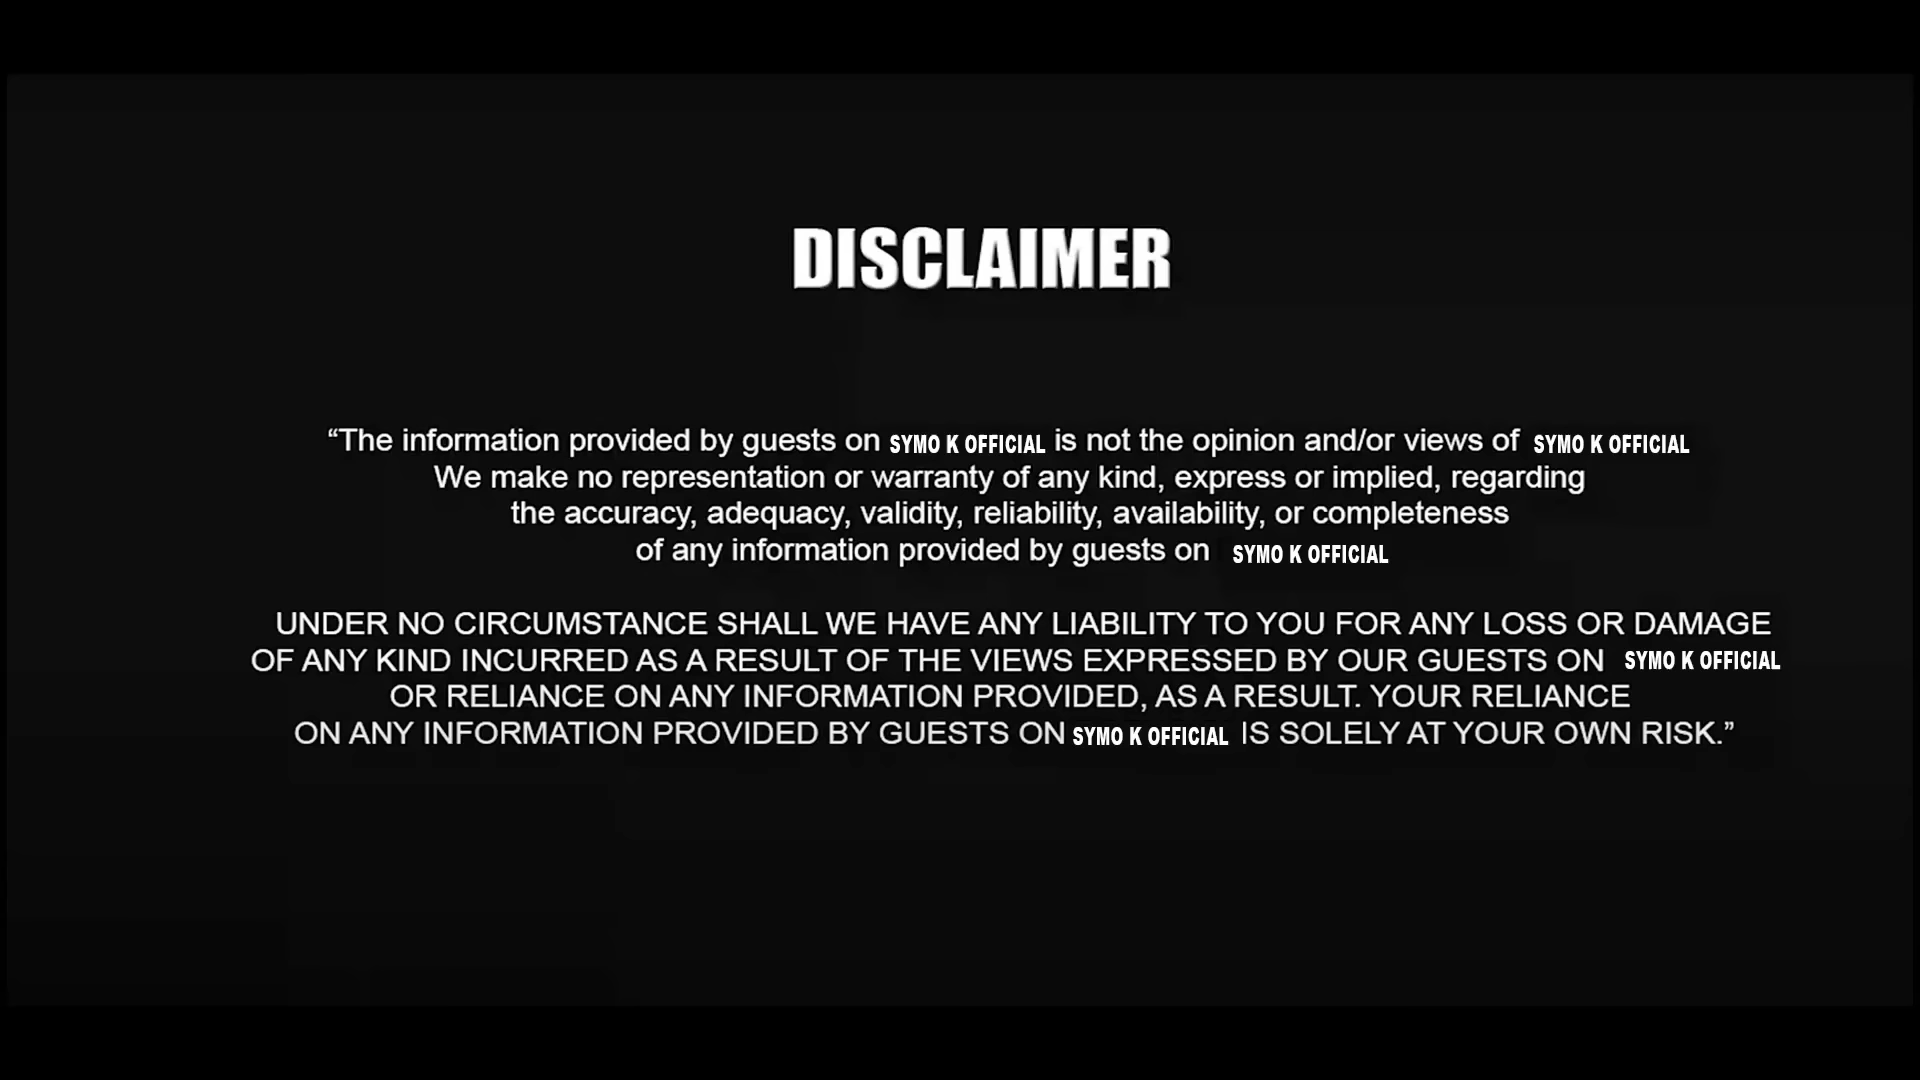 DISCLAIMER
“The information provided by guests on SYMO K OFFICIAL is not the opinion and/or views of SYMO K OFFICIAL
We make no representation or warranty of any kind, express or implied, regarding
the accuracy, adequacy, validity, reliability, availability, or completeness
of any information provided by guests on SYMO K OFFICIAL
UNDER NO CIRCUMSTANCE SHALL WE HAVE ANY LIABILITY TO YOU FOR ANY LOSS OR DAMAGE
OF ANY KIND INCURRED AS A RESULT OF THE VIEWS EXPRESSED BY OUR GUESTS ON SYMO K OFFICIAL
OR RELIANCE ON ANY INFORMATION PROVIDED, AS A RESULT. YOUR RELIANCE
ON ANY INFORMATION PROVIDED BY GUESTS ON SYMO K OFFICIAL IS SOLELY AT YOUR OWN RISK.”